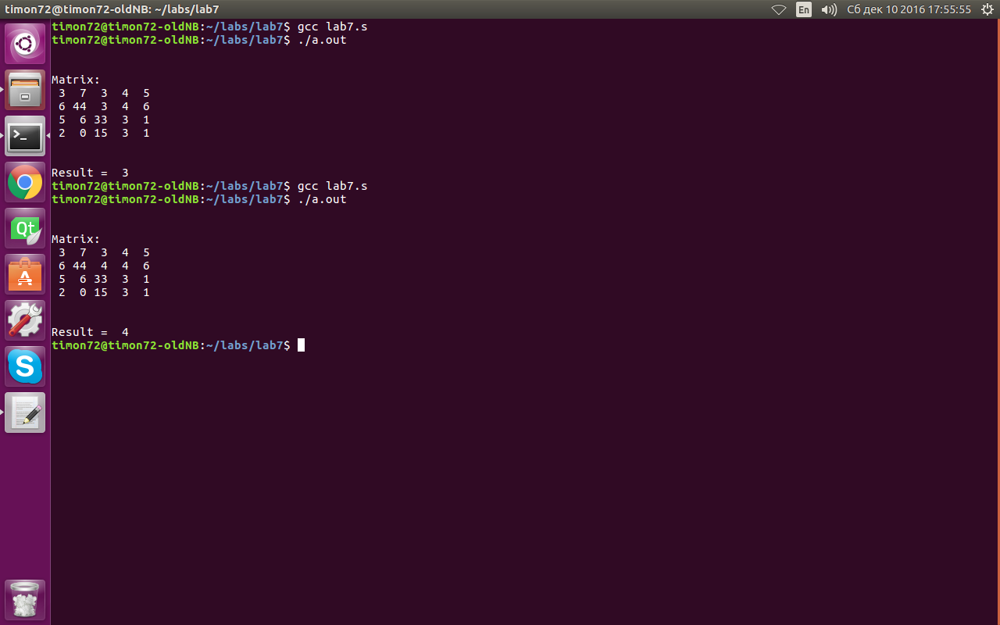 timon72@timon72-oldNB: ~/labs/lab7
En
Сб дек 10 2016 17:55:55
timon72@timon72-oldNB:~/labs/lab7$ gcc lab7.s
timon72@timon72-oldNB:~/labs/lab7$ ./a.out
Matrix:
3 7 3 4 5
6 44 3 4 6
5 6 33 3 1
2 0 15 3 1
Result = 3
timon72@timon72-oldNB:~/labs/lab7$ gcc lab7.s
timon72@timon72-oldNB:~/labs/lab7$ ./a.out
Matrix:
3 7 3 4 5
6 44 4 4 6
5 6 33 3 1
2 0 15 3 1
Result = 4
timon72@timon72-oldNB:~/labs/lab7$
Qt